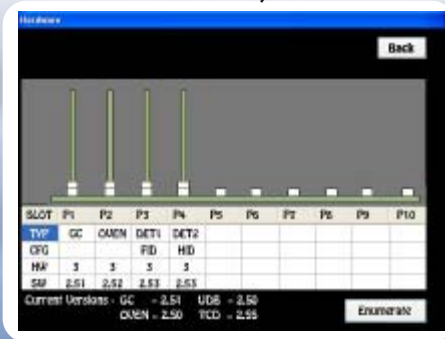 Hardware
Back
SLOT P1 P2 P3 P4 P5 P6 P7 P8 P9 P10
TYP GC OVEN DET1 DET2
CFG FID HID
HW 3 3 3 3
SW 2.51 2.52 2.53 2.53
Current Versions - GC - 2.51 UDB - 2.50
OVEN - 2.50 TCD - 2.55
Enumerate